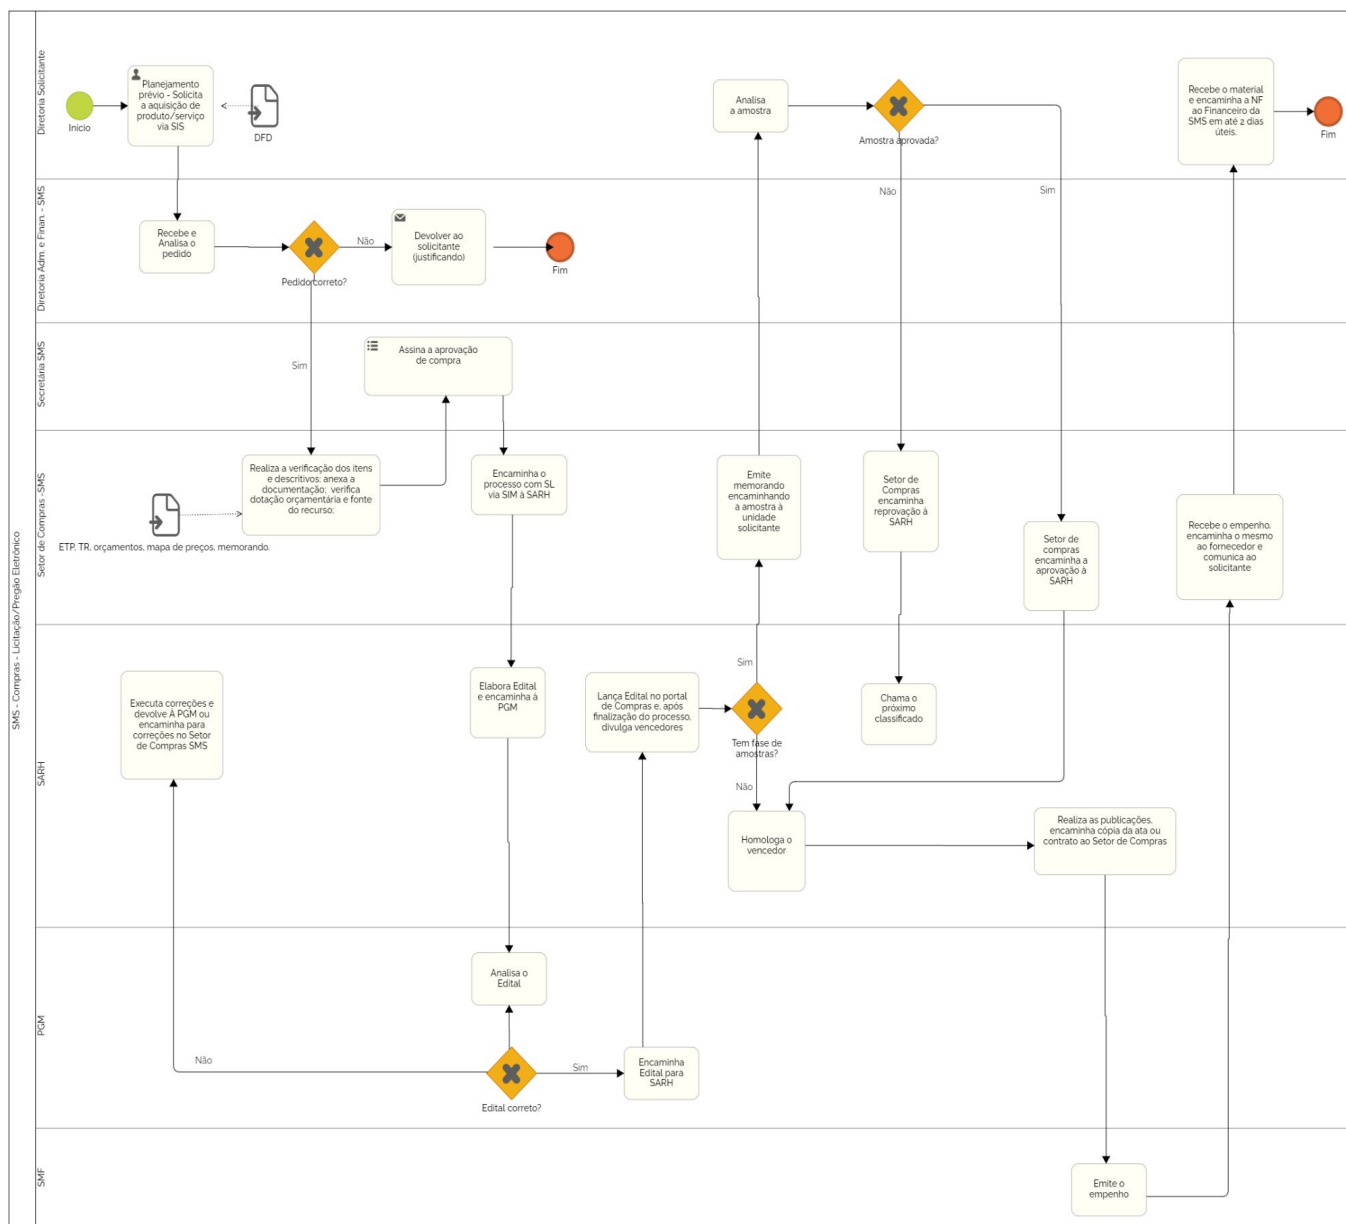 SMS - Compras - Licitação/Pregão Eletrônico
Diretoria Solicitante
Início
Planejamento
prévio - Solicita
a aquisição de
produto/serviço
via SIS
DFD
Analisa
a amostra
Amostra aprovada?
Não
Sim
Recebe o material
e encaminha a NF
ao Financeiro da
SMS em até 2 dias
úteis.
Fim
Diretoria Adm. e Finan. - SMS
Recebe e
Analisa o
pedido
Pedido correto?
Não
Sim
Devolver ao
solicitante
(justificando)
Fim
Secretária SMS
Assina a aprovação
de compra
Setor de Compras -SMS
ETP, TR, orçamentos, mapa de preços, memorando.
Realiza a verificação dos itens
e descritivos; anexa a
documentação; verifica
dotação orçamentária e fonte
do recurso;
Encaminha o
processo com SL
via SIM à SARH
Emite
memorando
encaminhando
a amostra à
unidade
solicitante
Setor de
Compras
encaminha
reprovação à
SARH
Setor de
compras
encaminha a
aprovação à
SARH
Recebe o empenho,
encaminha o mesmo
ao fornecedor e
comunica ao
solicitante
SARH
Executa correções e
devolve À PGM ou
encaminha para
correções no Setor
de Compras SMS
Elabora Edital
e encaminha à
PGM
Lança Edital no portal
de Compras e, após
finalização do processo,
divulga vencedores
Sim
Tem fase de
amostras?
Não
Chama o
próximo
classificado
Homologa o
vencedor
Realiza as publicações,
encaminha cópia da ata ou
contrato ao Setor de Compras
PGM
Analisa o
Edital
Não
Edital correto?
Sim
Encaminha
Edital para
SARH
SMF
Emite o
empenho